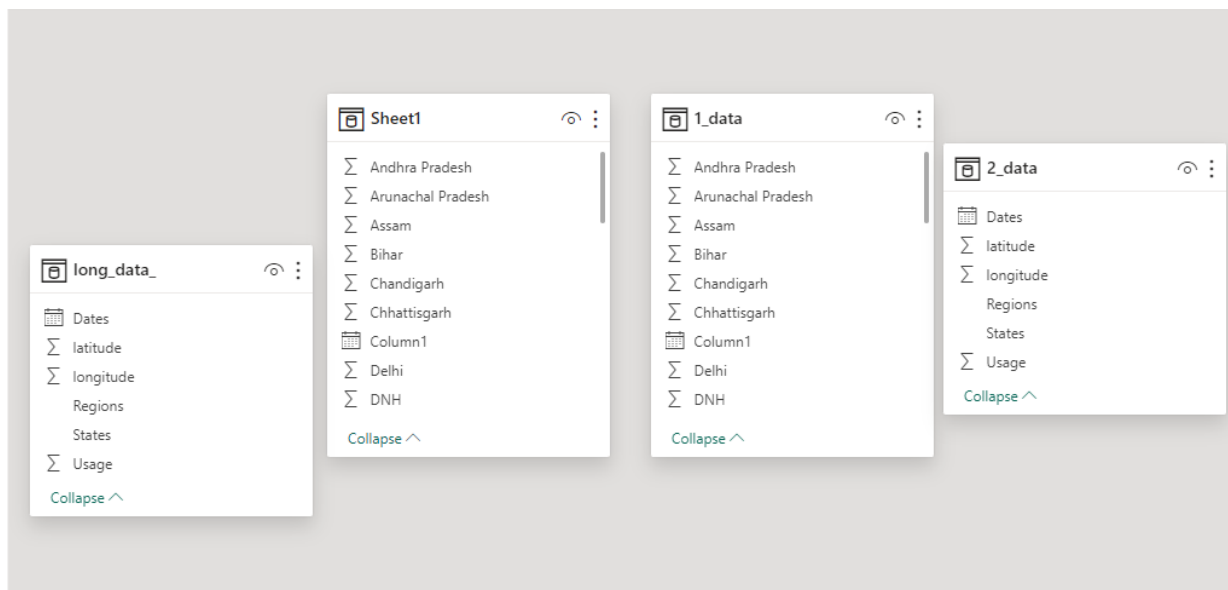 long_data_
Dates
latitude
longitude
Regions
States
Usage
Collapse
Sheet1
Andhra Pradesh
Arunachal Pradesh
Assam
Bihar
Chandigarh
Chhattisgarh
Column1
Delhi
DNH
Collapse
1_data
Andhra Pradesh
Arunachal Pradesh
Assam
Bihar
Chandigarh
Chhattisgarh
Column1
Delhi
DNH
Collapse
2_data
Dates
latitude
longitude
Regions
States
Usage
Collapse